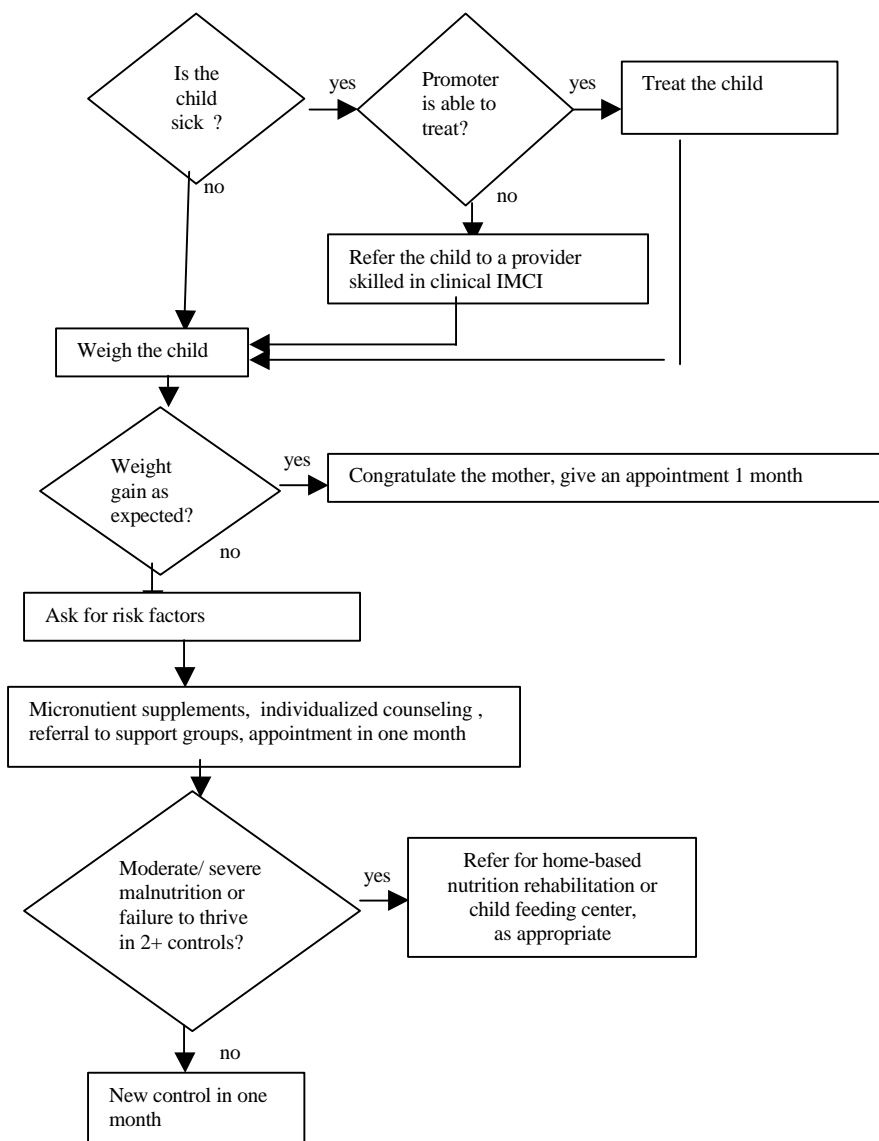 Is the
child
sick ?
yes
Promoter
is able to
treat?
yes
Treat the child
no
no
Refer the child to a provider
skilled in clinical IMCI
Weigh the child
Weight
gain as
expected?
yes
Congratulate the mother, give an appointment 1 month
no
Ask for risk factors
Micronutient supplements, individualized counseling ,
referral to support groups, appointment in one month
Moderate/ severe
malnutrition or
failure to thrive
in 2+ controls?
yes
Refer for home-based
nutrition rehabilitation or
child feeding center,
as appropriate
no
New control in one
month